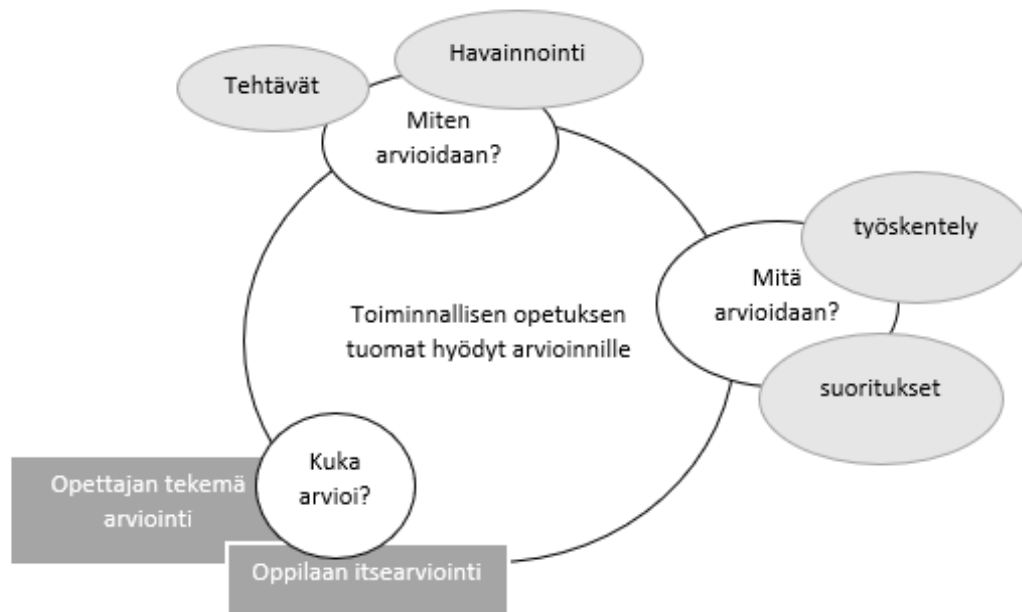 Havainnointi
Tehtävät
Miten
arvioidaan?
työskentely
Mitä
arvioidaan?
Toiminnallisen opetuksen
tuomat hyödyt arvioinnille
suoritukset
Kuka
arvioi?
Opettajan tekemä
arviointi
Oppilaan itsearviointi